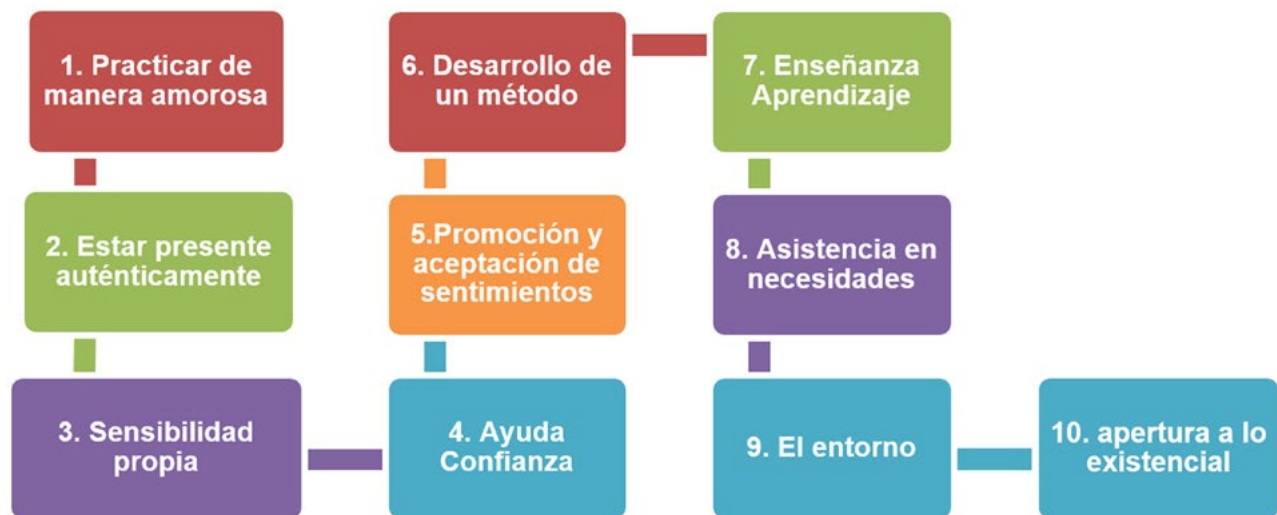 1. Practicar de
manera amorosa
2. Estar presente
auténticamente
3. Sensibilidad
propia
4. Ayuda
Confianza
5.Promoción y
aceptación de
sentimientos
6. Desarrollo de
un método
7. Enseñanza
Aprendizaje
8. Asistencia en
necesidades
9. El entorno
10. apertura a lo
existencial